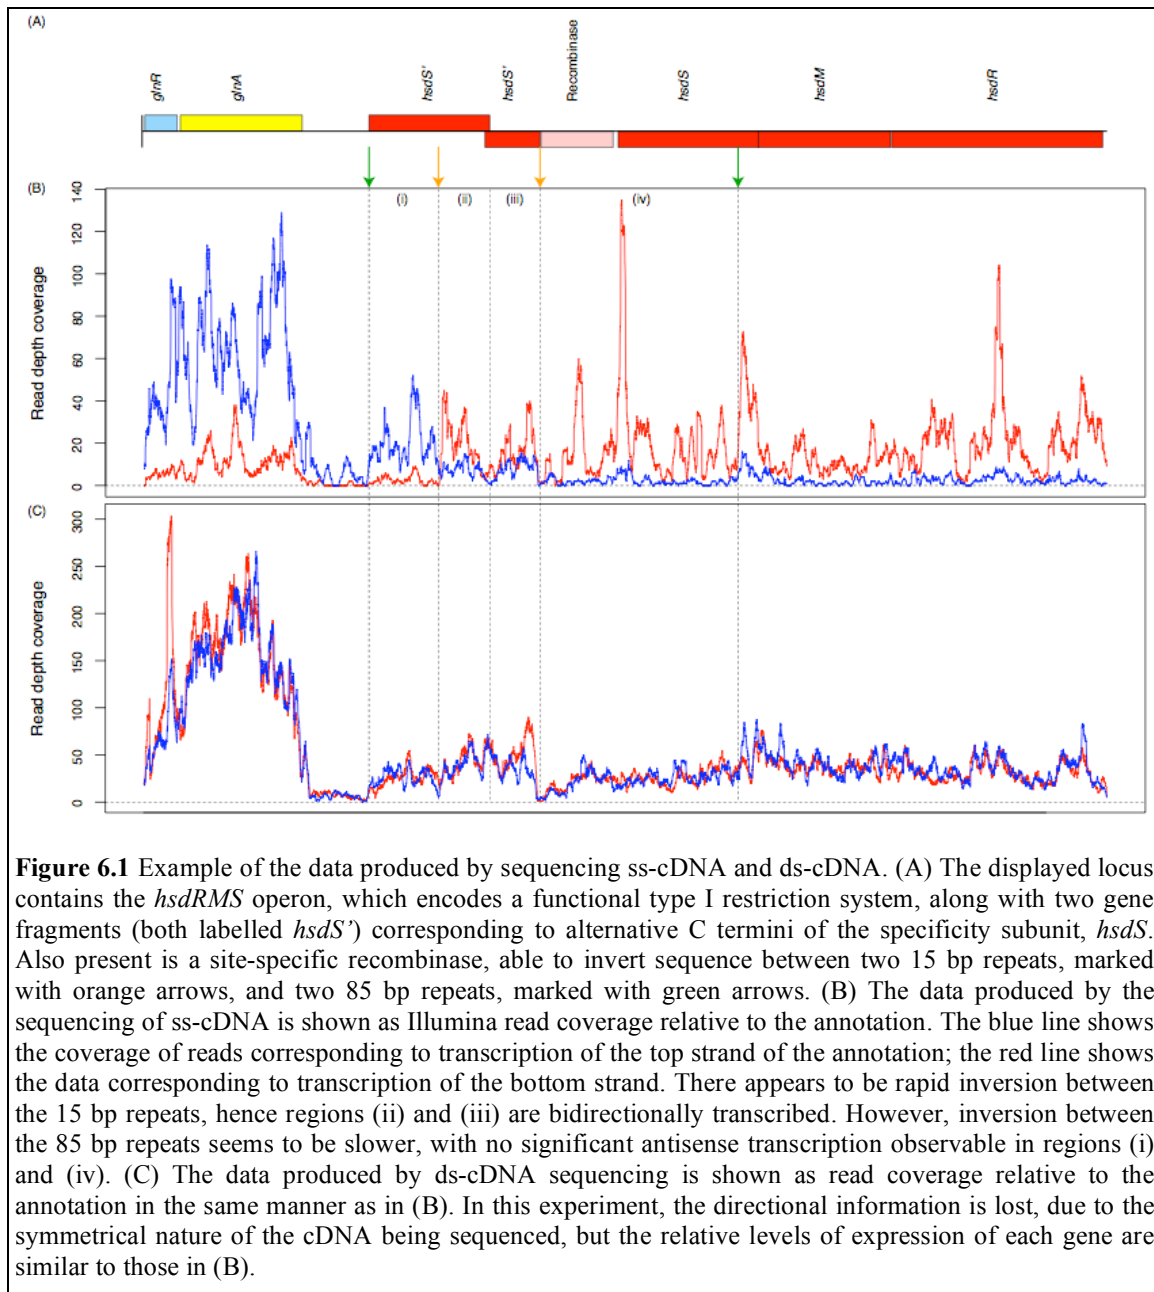 (A)
glnR
glnA
hsdS'
hsdS'
Recombinase
hsdS
hsdM
hsdR
(B)
(i)
(ii)
(iii)
(iv)
Read depth coverage
140
120
100
80
60
40
20
0
(C)
Read depth coverage
300
250
200
150
100
50
0
Figure 6.1 Example of the data produced by sequencing ss-cDNA and ds-cDNA. (A) The displayed locus
contains the hsdRMS operon, which encodes a functional type I restriction system, along with two gene
fragments (both labelled hsdS’) corresponding to alternative C termini of the specificity subunit, hsdS.
Also present is a site-specific recombinase, able to invert sequence between two 15 bp repeats, marked
with orange arrows, and two 85 bp repeats, marked with green arrows. (B) The data produced by the
sequencing of ss-cDNA is shown as Illumina read coverage relative to the annotation. The blue line shows
the coverage of reads corresponding to transcription of the top strand of the annotation; the red line shows
the data corresponding to transcription of the bottom strand. There appears to be rapid inversion between
the 15 bp repeats, hence regions (ii) and (iii) are bidirectionally transcribed. However, inversion between
the 85 bp repeats seems to be slower, with no significant antisense transcription observable in regions (i)
and (iv). (C) The data produced by ds-cDNA sequencing is shown as read coverage relative to the
annotation in the same manner as in (B). In this experiment, the directional information is lost, due to the
symmetrical nature of the cDNA being sequenced, but the relative levels of expression of each gene are
similar to those in (B).